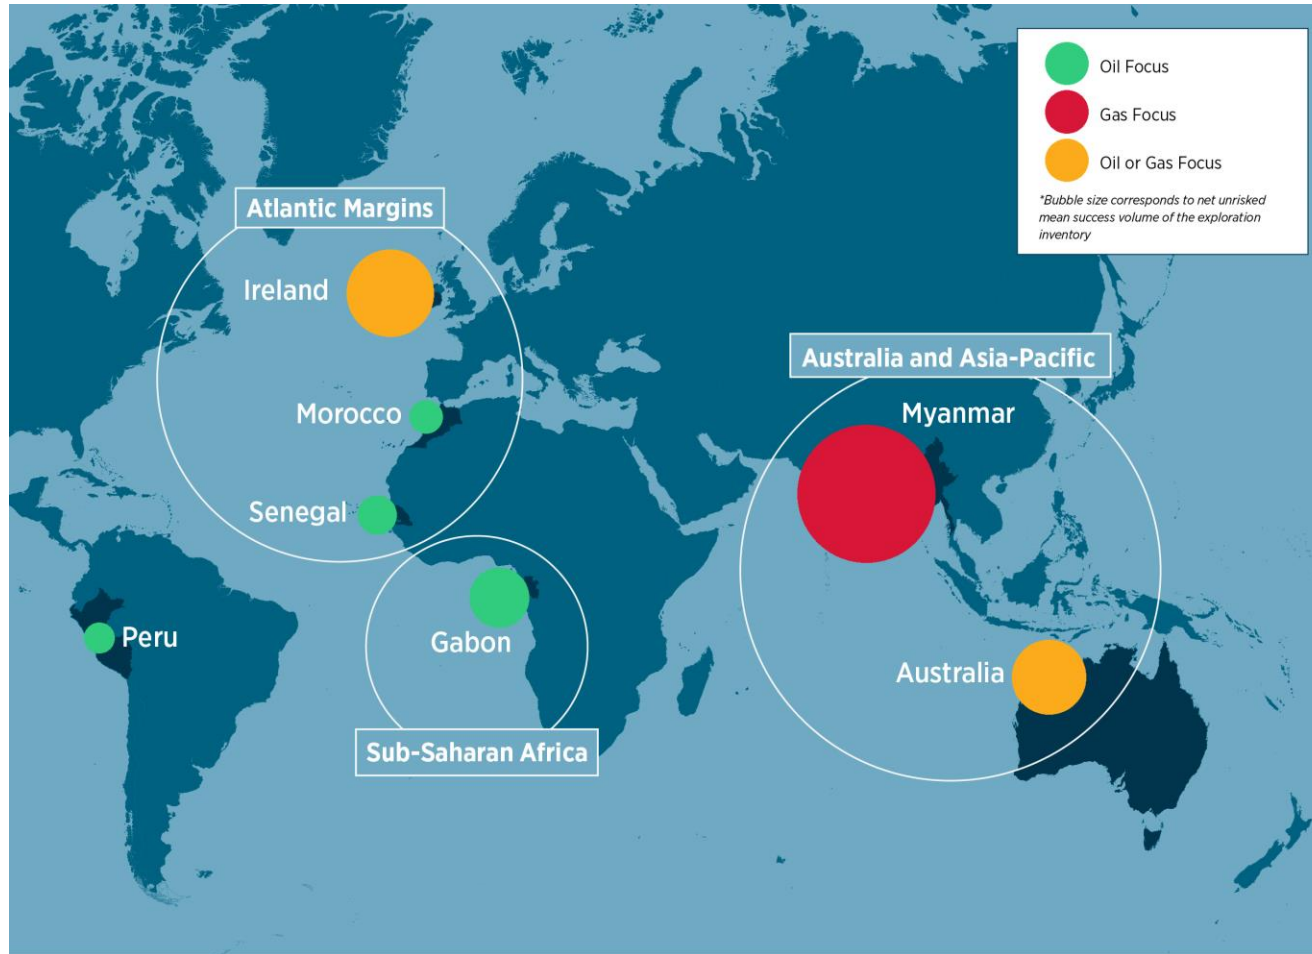 Oil Focus
Gas Focus
Oil or Gas Focus
*Bubble size corresponds to net unrisked
mean success volume of the exploration
inventory
Atlantic Margins
Ireland
Morocco
Senegal
Peru
Gabon
Sub-Saharan Africa
Australia and Asia-Pacific
Myanmar
Australia